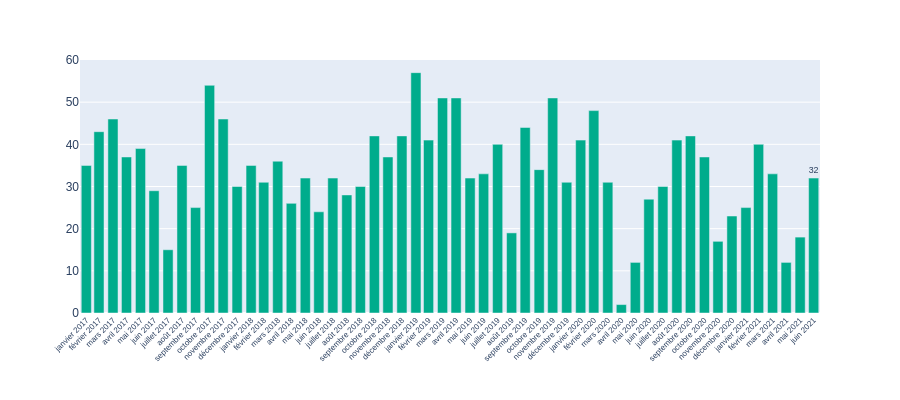 60
50
40
30
20
10
0
32
janvier 2017
février 2017
mars 2017
avril 2017
mai 2017
juin 2017
juillet 2017
août 2017
septembre 2017
octobre 2017
novembre 2017
décembre 2017
janvier 2018
février 2018
mars 2018
avril 2018
mai 2018
juin 2018
juillet 2018
août 2018
septembre 2018
octobre 2018
novembre 2018
décembre 2018
janvier 2019
février 2019
mars 2019
avril 2019
mai 2019
juin 2019
juillet 2019
août 2019
septembre 2019
octobre 2019
novembre 2019
décembre 2019
janvier 2020
février 2020
mars 2020
avril 2020
mai 2020
juin 2020
juillet 2020
août 2020
septembre 2020
octobre 2020
novembre 2020
décembre 2020
janvier 2021
février 2021
mars 2021
avril 2021
mai 2021
juin 2021